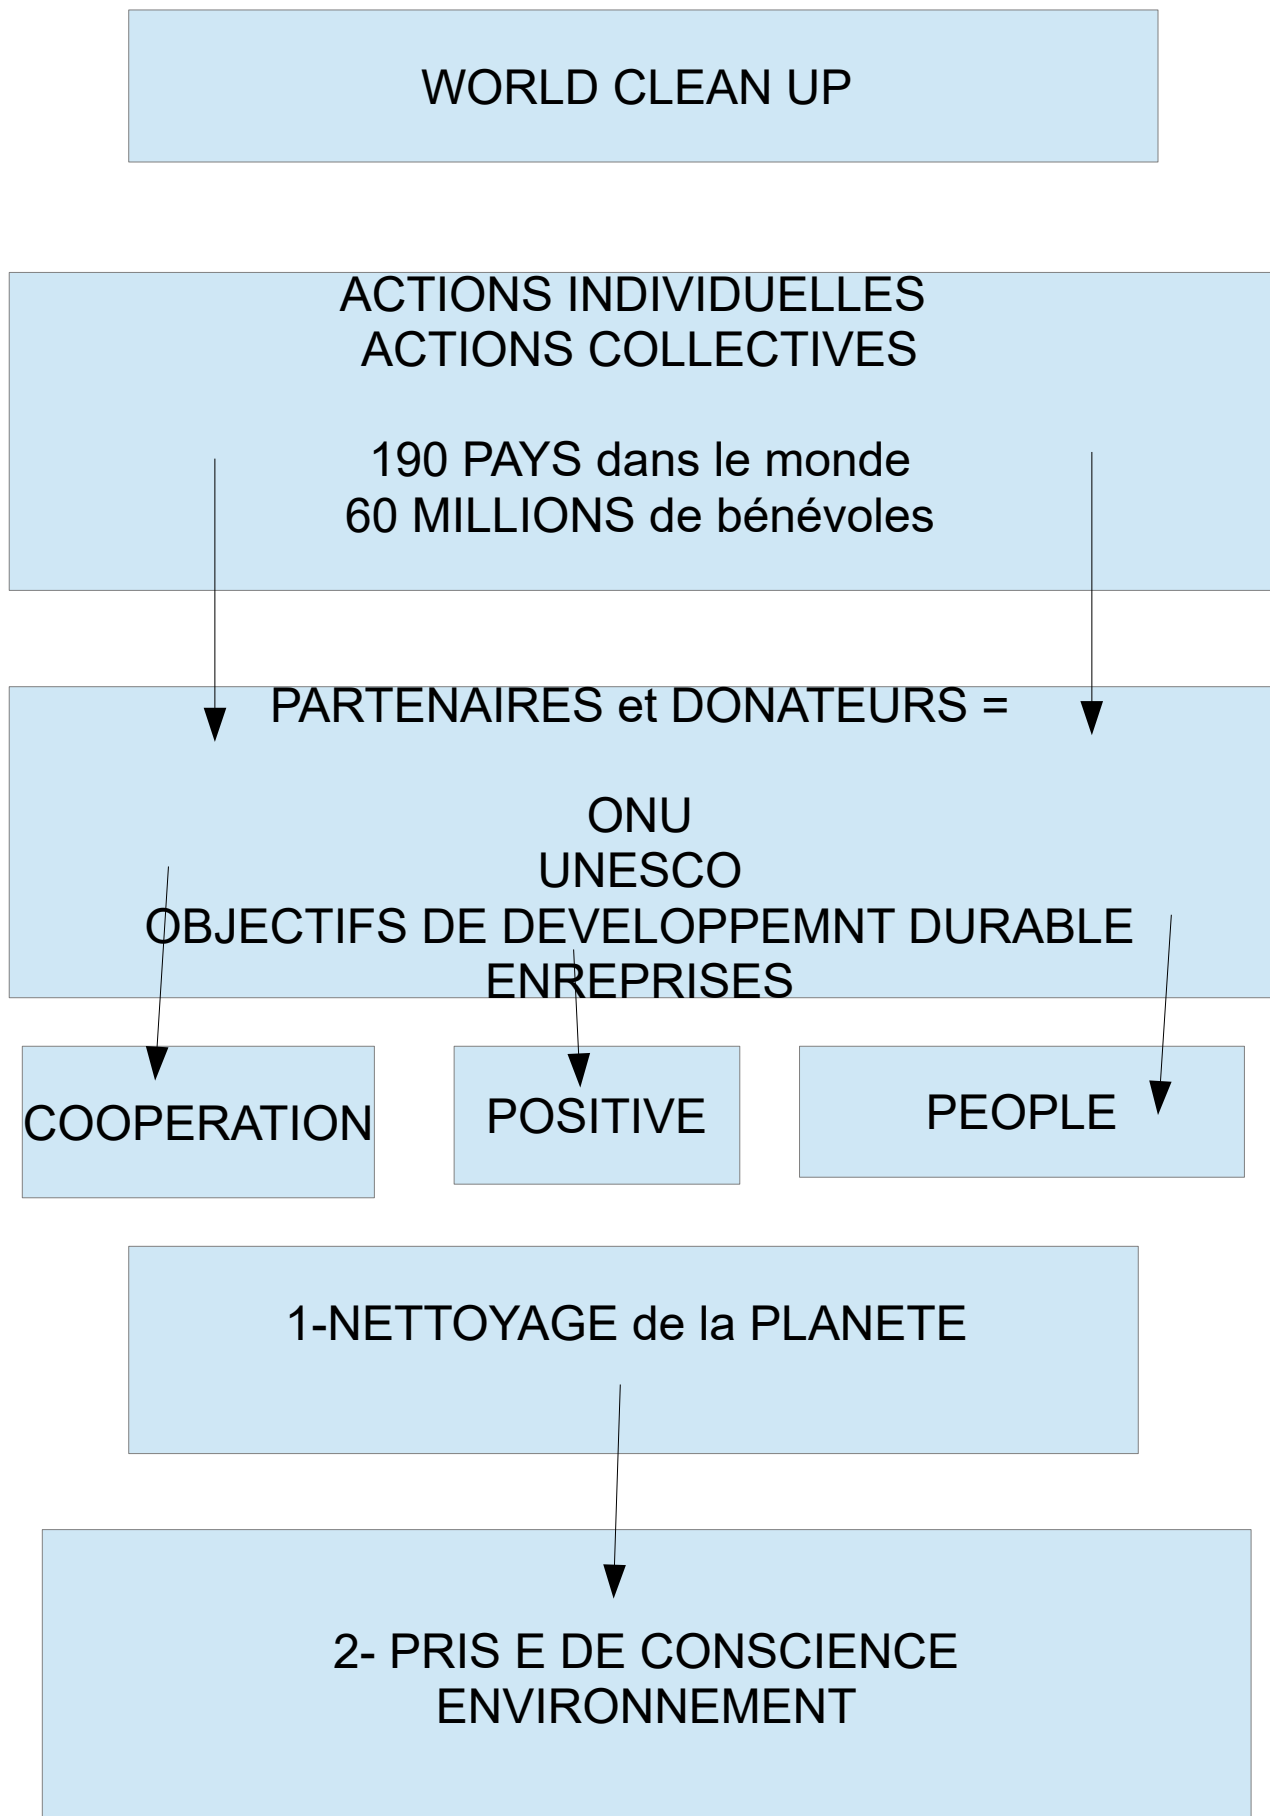 WORLD CLEAN UP
ACTIONS INDIVIDUELLES
ACTIONS COLLECTIVES
190 PAYS dans le monde
60 MILLIONS de bénévoles
PARTENAIRES et DONATEURS =
ONU
UNESCO
OBJECTIFS DE DEVELOPPEMNT DURABLE
ENREPRISES
COOPERATION
POSITIVE
PEOPLE
1-NETTOYAGE de la PLANETE
2- PRIS E DE CONSCIENCE
ENVIRONNEMENT